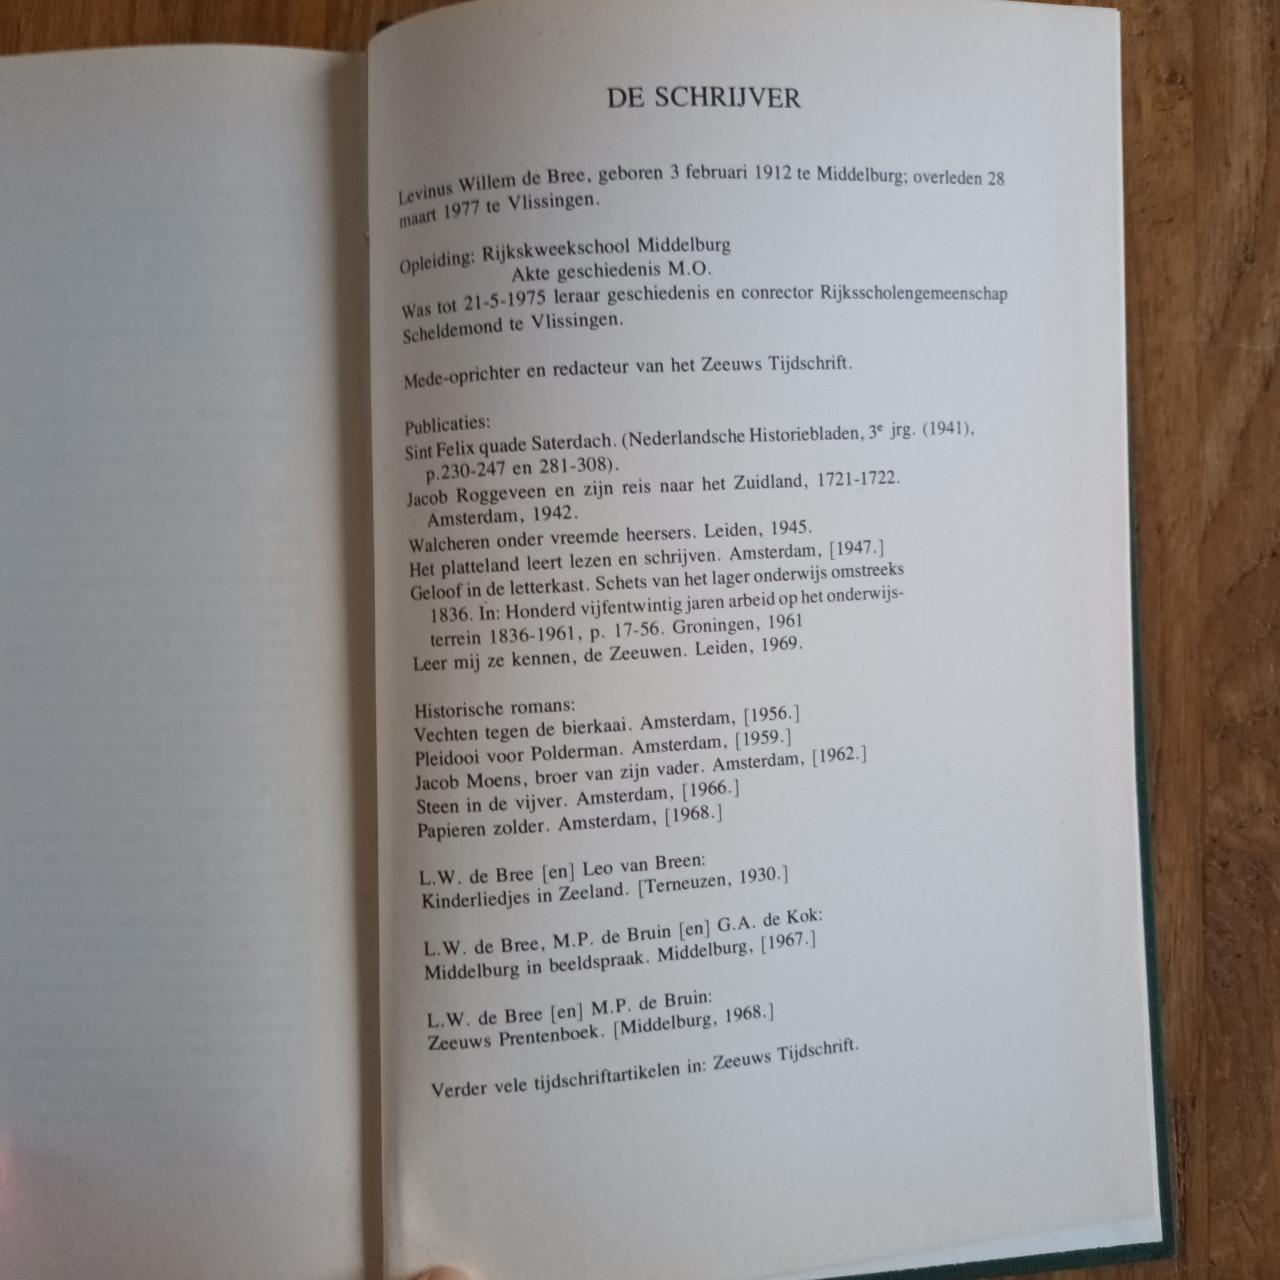 DE SCHRIJVER
Levinus Willem de Bree, geboren 3 februari 1912 te Middelburg; overleden 28
maart 1977 te Vlissingen.
Opleiding: Rijkskweekschool Middelburg
Akte geschiedenis M.O.
Was tot 21-5-1975 leraar geschiedenis en conrector Rijksscholengemeenschap
Scheldemond te Vlissingen.
Mede-oprichter en redacteur van het Zeeuws Tijdschrift.
Publicaties:
Sint Felix quade Saterdach. (Nederlandsche Historiebladen, 3e jrg. (1941),
p.230-247 en 281-308).
Jacob Roggeveen en zijn reis naar het Zuidland, 1721-1722.
Amsterdam, 1942.
Walcheren onder vreemde heersers. Leiden, 1945.
Het platteland leert lezen en schrijven. Amsterdam, [1947.]
Geloof in de letterkast. Schets van het lager onderwijs omstreeks
1836. In: Honderd vijfentwintig jaren arbeid op het onderwijs-
terrein 1836-1961, p. 17-56. Groningen, 1961
Leer mij ze kennen, de Zeeuwen. Leiden, 1969.
Historische romans:
Vechten tegen de bierkaai. Amsterdam, [1956.]
Pleidooi voor Polderman. Amsterdam, [1959.]
Jacob Moens, broer van zijn vader. Amsterdam, [1962.]
Steen in de vijver. Amsterdam, [1966.]
Papieren zolder. Amsterdam, [1968.]
L.W. de Bree [en] Leo van Breen:
Kinderliedjes in Zeeland. [Terneuzen, 1930.]
L.W. de Bree, M.P. de Bruin [en] G.A. de Kok:
Middelburg in beeldspraak. Middelburg, [1967.]
L.W. de Bree [en] M.P. de Bruin:
Zeeuws Prentenboek. [Middelburg, 1968.]
Verder vele tijdschriftartikelen in: Zeeuws Tijdschrift.